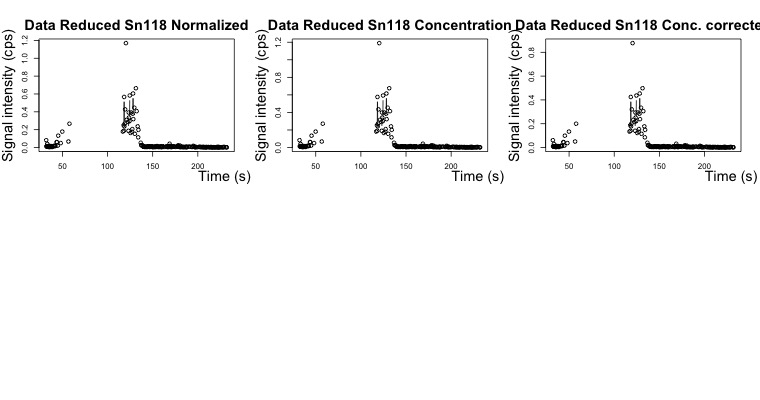 Data Reduced Sn118 Normalized
Signal intensity (cps)
0.0 0.2 0.4 0.6 0.8 1.0 1.2
50 100 150 200
Time (s)
Data Reduced Sn118 Concentration
Signal intensity (cps)
0.0 0.4 0.8 1.2
50 100 150 200
Time (s)
Data Reduced Sn118 Conc. correcte
Signal intensity (cps)
0.0 0.2 0.4 0.6 0.8
50 100 150 200
Time (s)